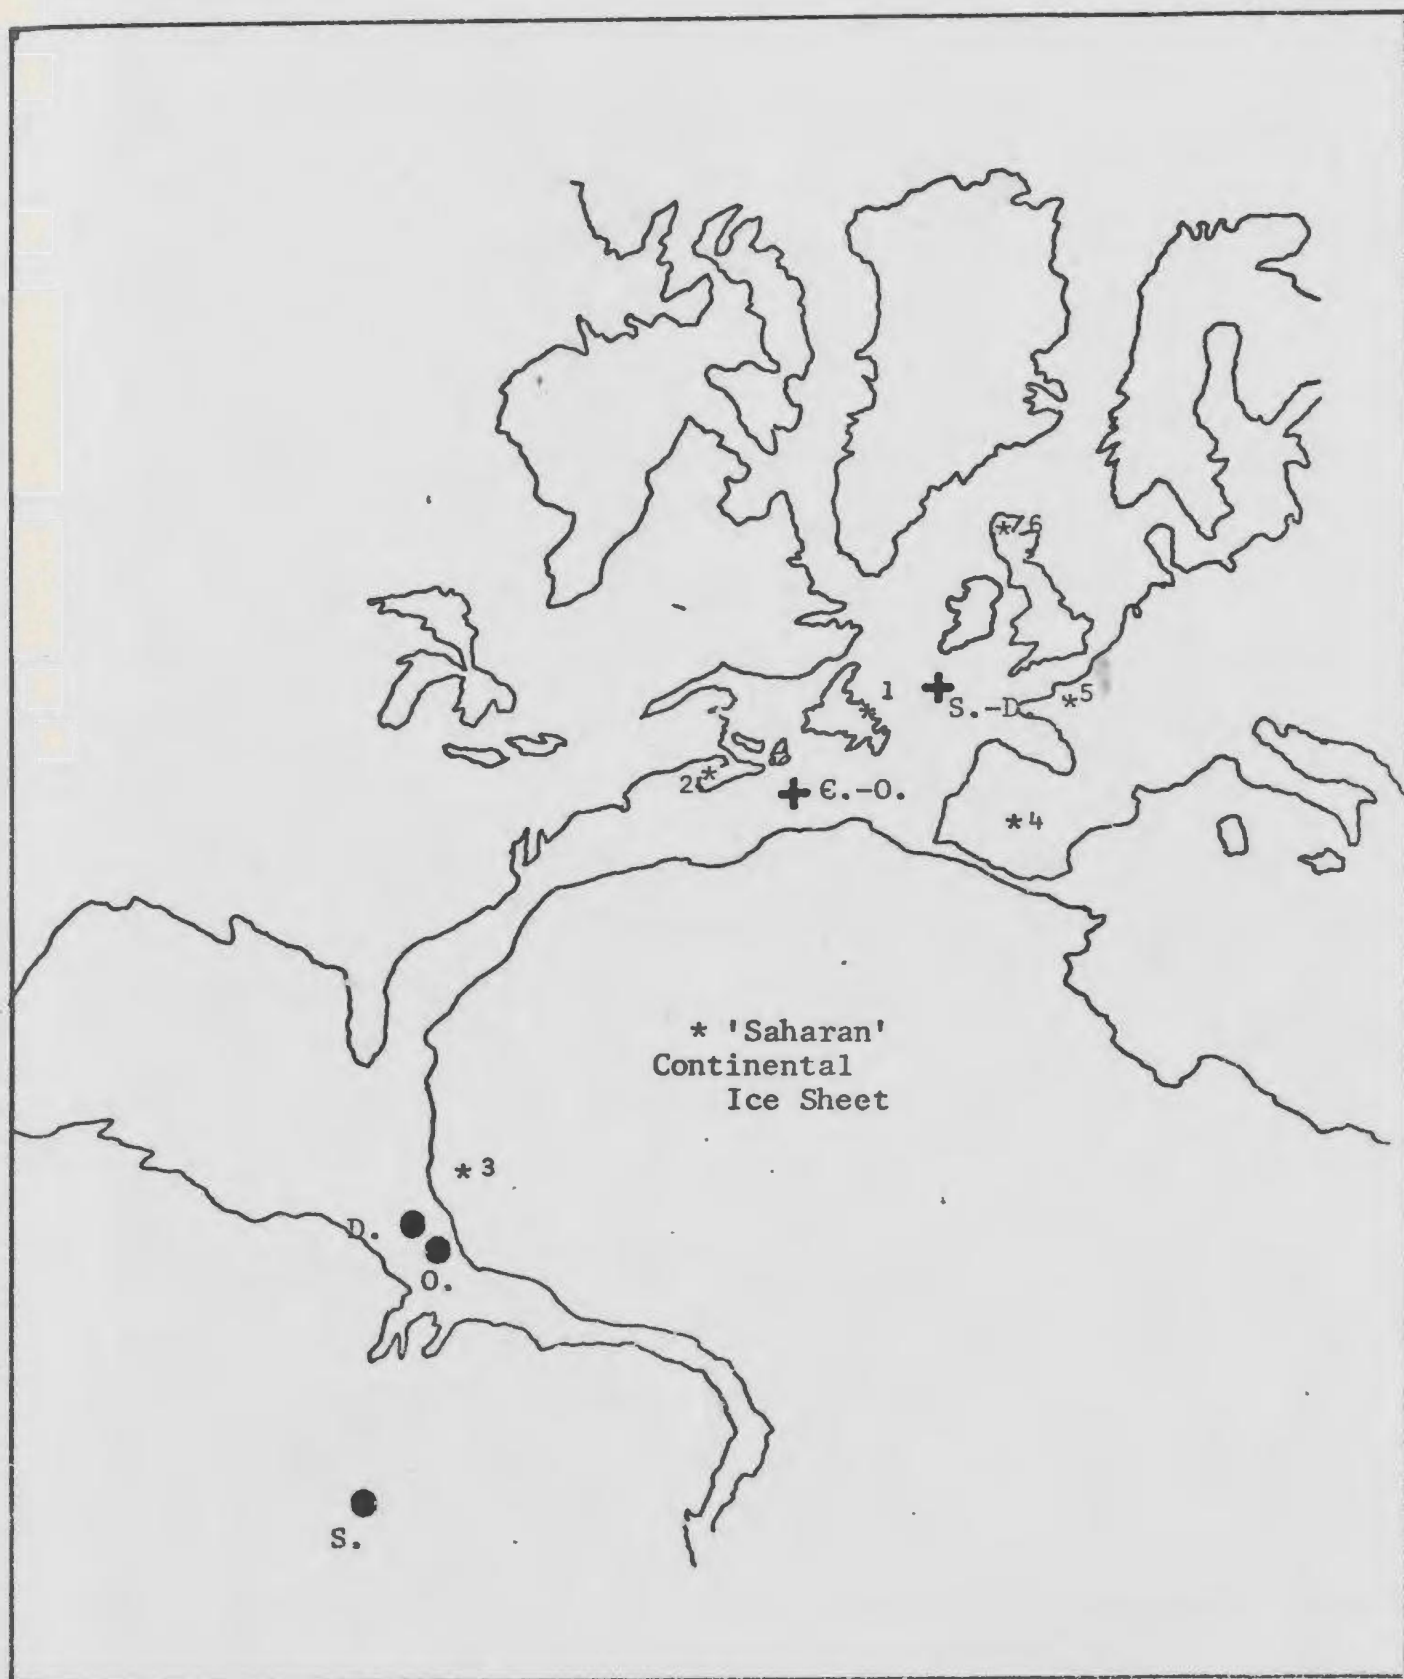 *76
1
S.-D.
*5
*
2*
Є.-O.
*4
* 'Saharan'
Continental
Ice Sheet
*3
D.
O.
S.